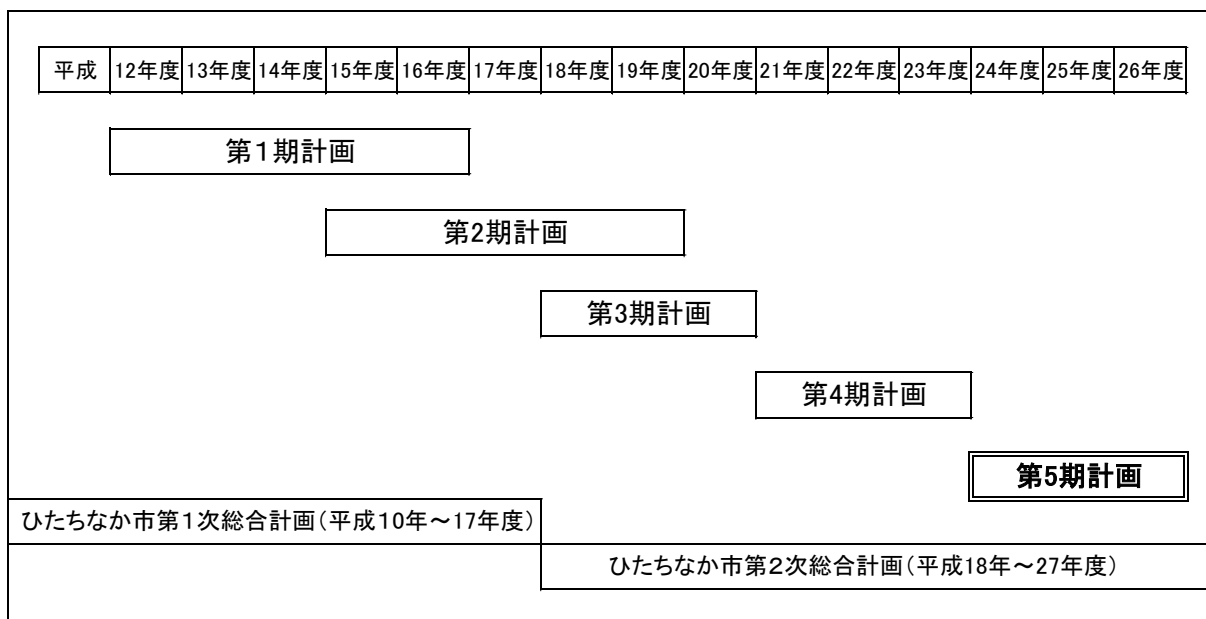 平成 12年度 13年度 14年度 15年度 16年度 17年度 18年度 19年度 20年度 21年度 22年度 23年度 24年度 25年度 26年度
第1期計画
第2期計画
第3期計画
第4期計画
第5期計画
ひたちなか市第1次総合計画(平成10年~17年度)
ひたちなか市第2次総合計画(平成18年~27年度)